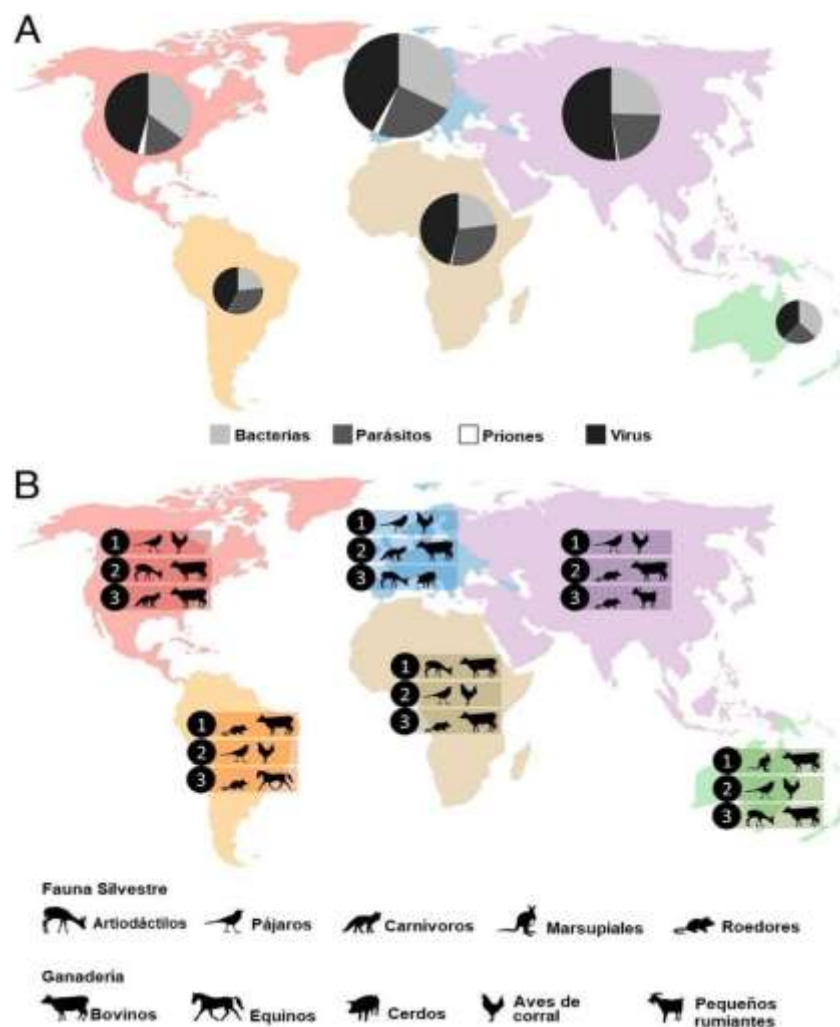 A
Bacterias Parásitos Priones Virus
B
1
2
3
1
2
3
1
2
3
1
2
3
1
2
3
1
2
3
Fauna Silvestre
Artiodáctilos Pájaros Carnívoros Marsupiales Roedores
Ganaderia
Bovinos Equinos Cerdos Aves de corral Pequeños rumiantes